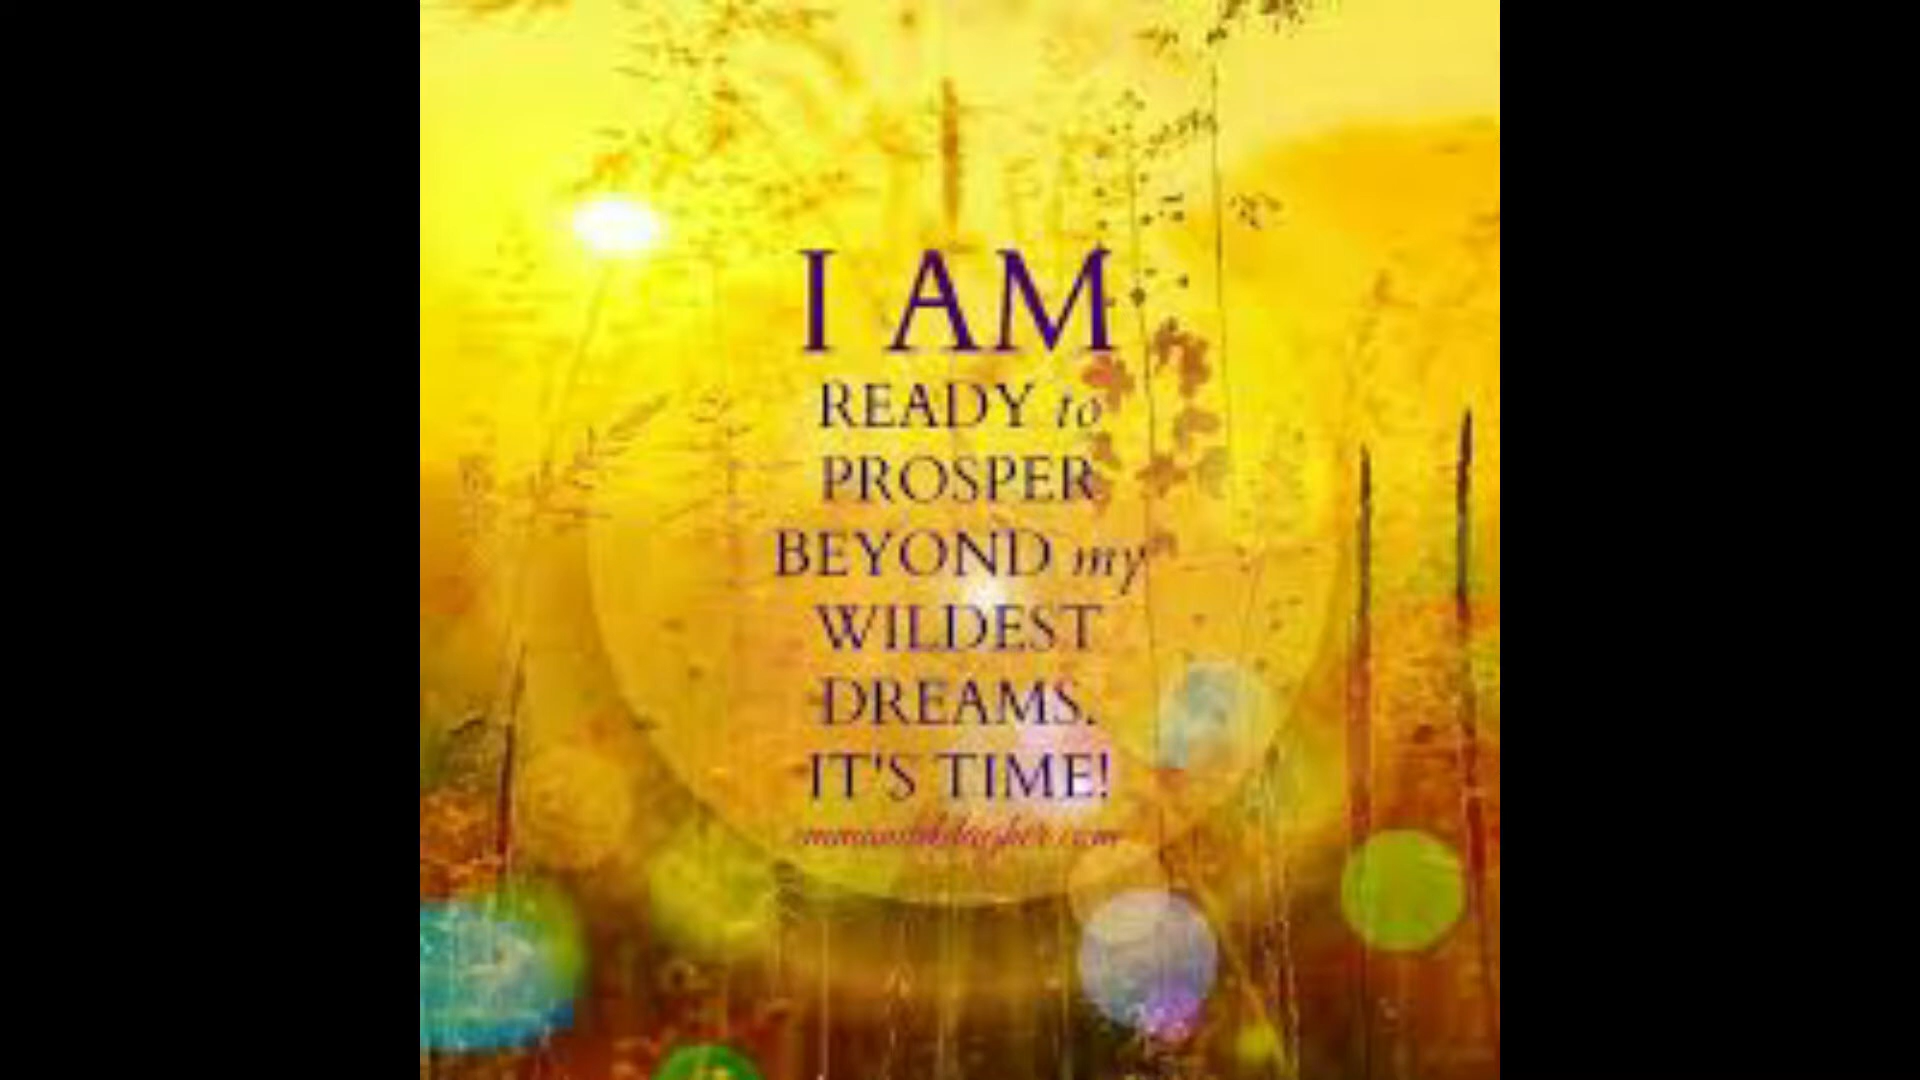 I AM
READY to
PROSPER
BEYOND my
WILDEST
DREAMS.
IT'S TIME!